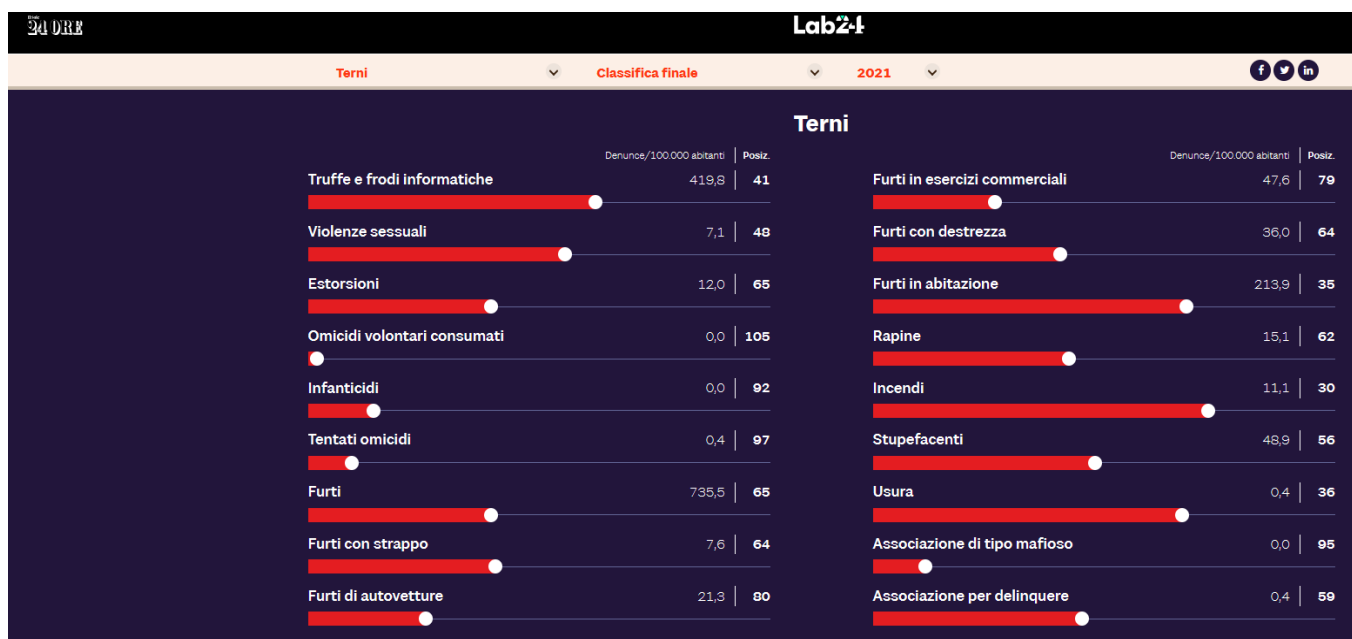 Il Sole
24 ORE
Lab24
Terni Classifica finale 2021
Terni
Denunce/100.000 abitanti Posiz.
Truffe e frodi informatiche 419,8 41
Violenze sessuali 7,1 48
Estorsioni 12,0 65
Omicidi volontari consumati 0,0 105
Infanticidi 0,0 92
Tentati omicidi 0,4 97
Furti 735,5 65
Furti con strappo 7,6 64
Furti di autovetture 21,3 80
Denunce/100.000 abitanti Posiz.
Furti in esercizi commerciali 47,6 79
Furti con destrezza 36,0 64
Furti in abitazione 213,9 35
Rapine 15,1 62
Incendi 11,1 30
Stupefacenti 48,9 56
Usura 0,4 36
Associazione di tipo mafioso 0,0 95
Associazione per delinquere 0,4 59